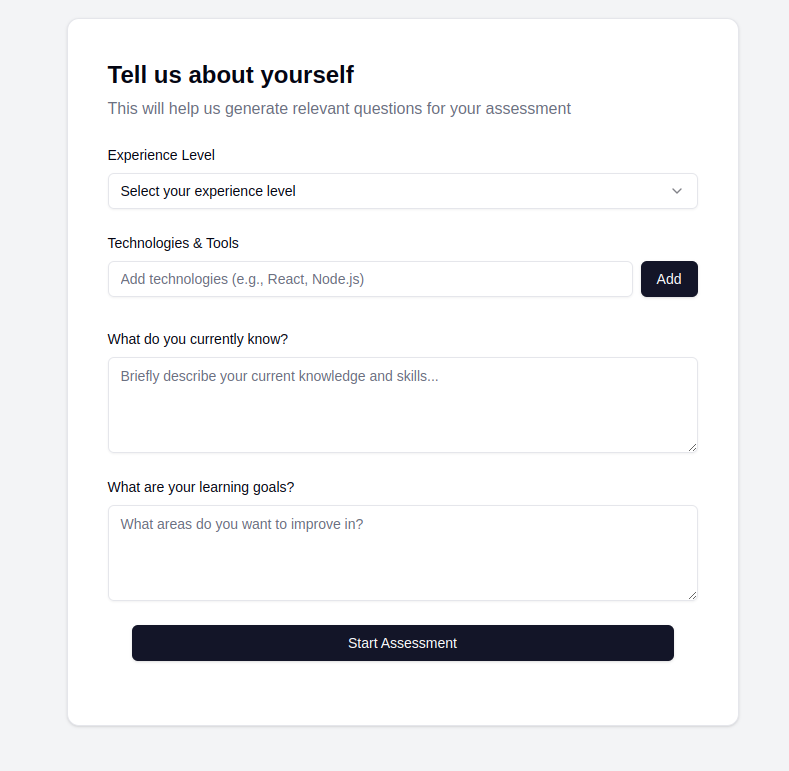 Tell us about yourself
This will help us generate relevant questions for your assessment
Experience Level
Select your experience level
Technologies & Tools
Add technologies (e.g., React, Node.js)
Add
What do you currently know?
Briefly describe your current knowledge and skills...
What are your learning goals?
What areas do you want to improve in?
Start Assessment